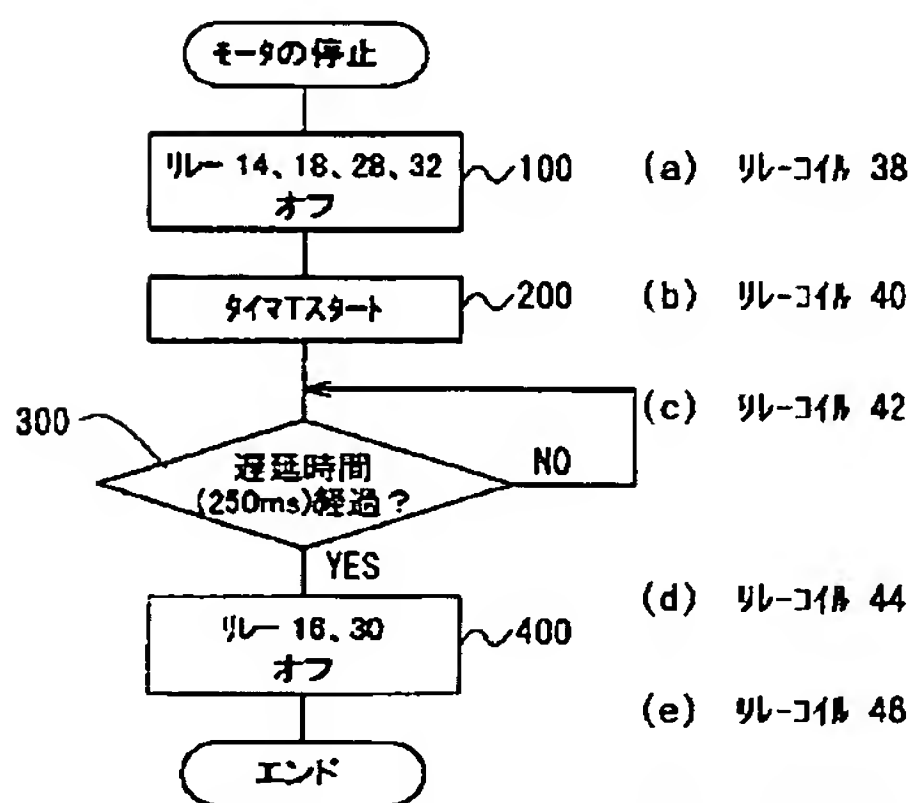 モータの停止
リレー 14、18、28、32
オフ
100
タイマTスタート
200
300
遅延時間
(250ms)経過？
NO
YES
リレー 16、30
オフ
400
エンド
(a) リレーコイル 38
(b) リレーコイル 40
(c) リレーコイル 42
(d) リレーコイル 44
(e) リレーコイル 46